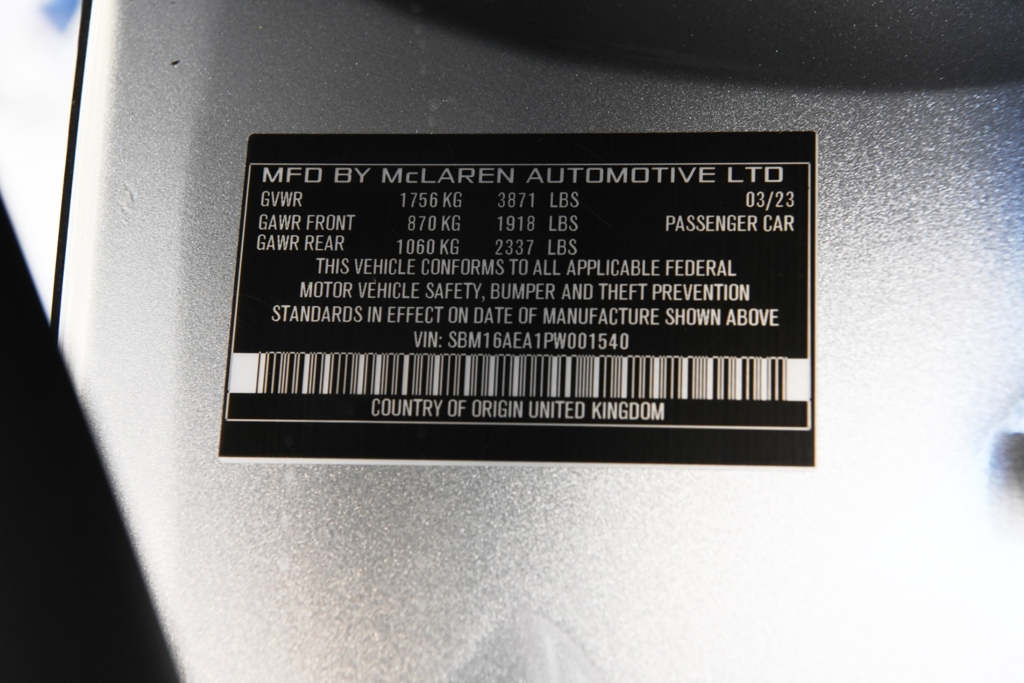 MFD BY McLAREN AUTOMOTIVE LTD
GVWR 1756 KG 3871 LBS 03/23
GAWR FRONT 870 KG 1918 LBS PASSENGER CAR
GAWR REAR 1060 KG 2337 LBS
THIS VEHICLE CONFORMS TO ALL APPLICABLE FEDERAL
MOTOR VEHICLE SAFETY, BUMPER AND THEFT PREVENTION
STANDARDS IN EFFECT ON DATE OF MANUFACTURE SHOWN ABOVE
VIN: SBM16AEA1PW001540
COUNTRY OF ORIGIN UNITED KINGDOM